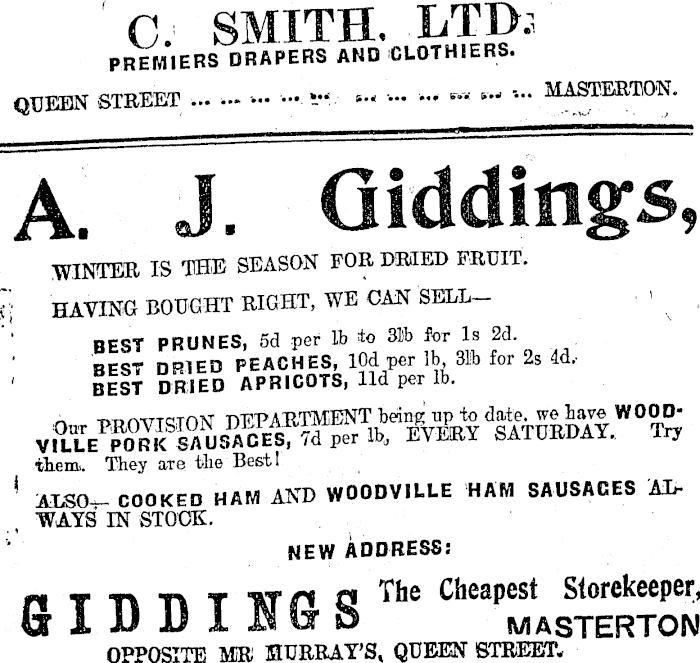 C. SMITH, LTD.
PREMIERS DRAPERS AND CLOTHIERS.
QUEEN STREET ... ... ... ... ... ... ... ... ... ... ... MASTERTON.
A. J. Giddings,
WINTER IS THE SEASON FOR DRIED FRUIT.
HAVING BOUGHT RIGHT, WE CAN SELL—
BEST PRUNES, 5d per lb to 3lb for 1s 2d.
BEST DRIED PEACHES, 10d per lb, 3lb for 2s 4d.
BEST DRIED APRICOTS, 11d per lb.
Our PROVISION DEPARTMENT being up to date, we have WOOD-
VILLE PORK SAUSAGES, 7d per lb, EVERY SATURDAY. Try
them. They are the Best!
ALSO— COOKED HAM AND WOODVILLE HAM SAUSAGES AL-
WAYS IN STOCK.
NEW ADDRESS:
GIDDINGS The Cheapest Storekeeper,
MASTERTON
OPPOSITE MR MURRAY'S, QUEEN STREET.